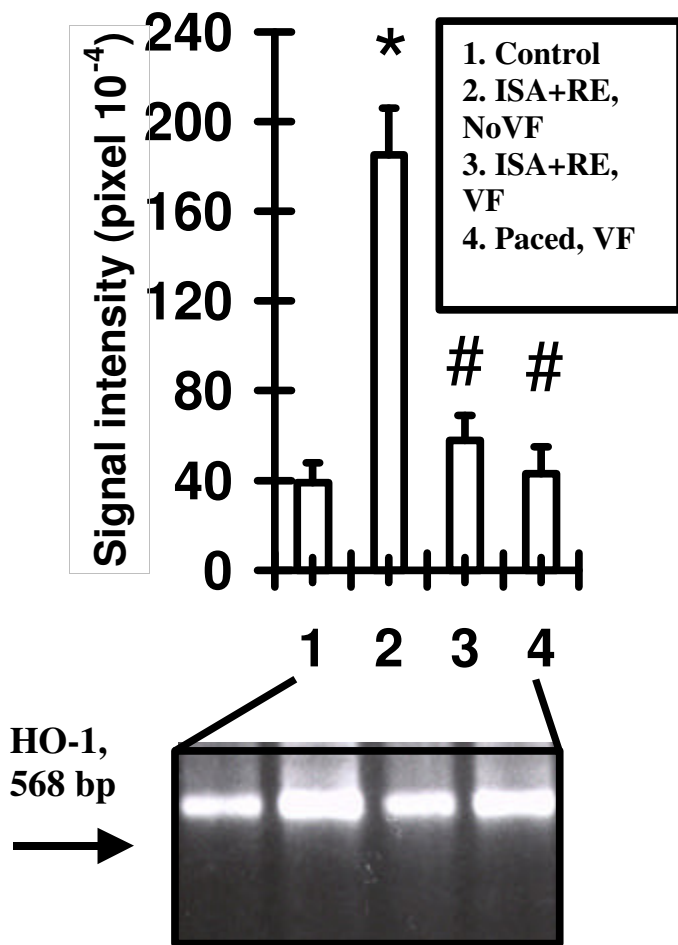 Signal intensity (pixel 10⁻⁴)
240
200
160
120
80
40
0
*
#
#
1. Control
2. ISA+RE,
NoVF
3. ISA+RE,
VF
4. Paced, VF
1 2 3 4
HO-1,
568 bp